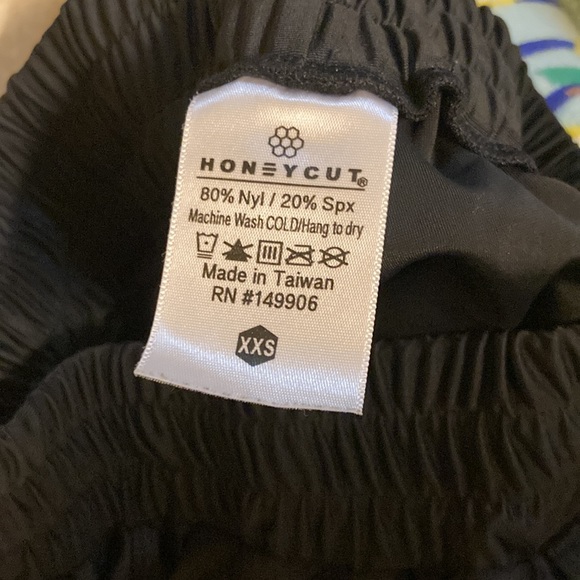 HONEYCUT®
80% Nyl / 20% Spx
Machine Wash COLD/Hang to dry
Made in Taiwan
RN #149906
XXS